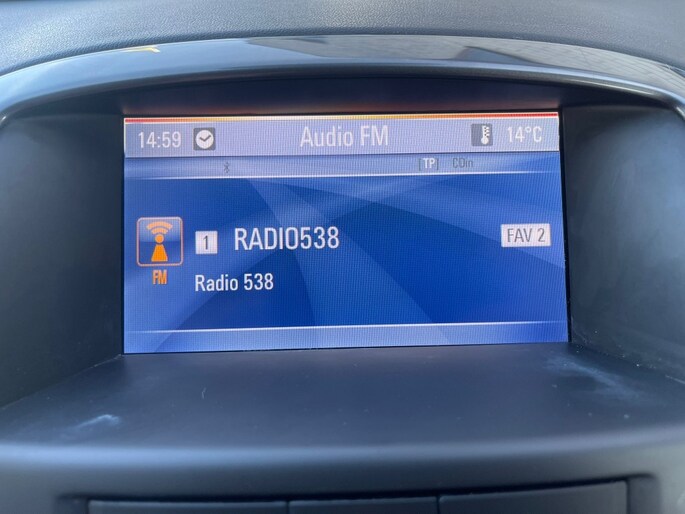 14:59 Audio FM 14°C
[TP] CDin
1 RADIO538 FAV 2
FM Radio 538